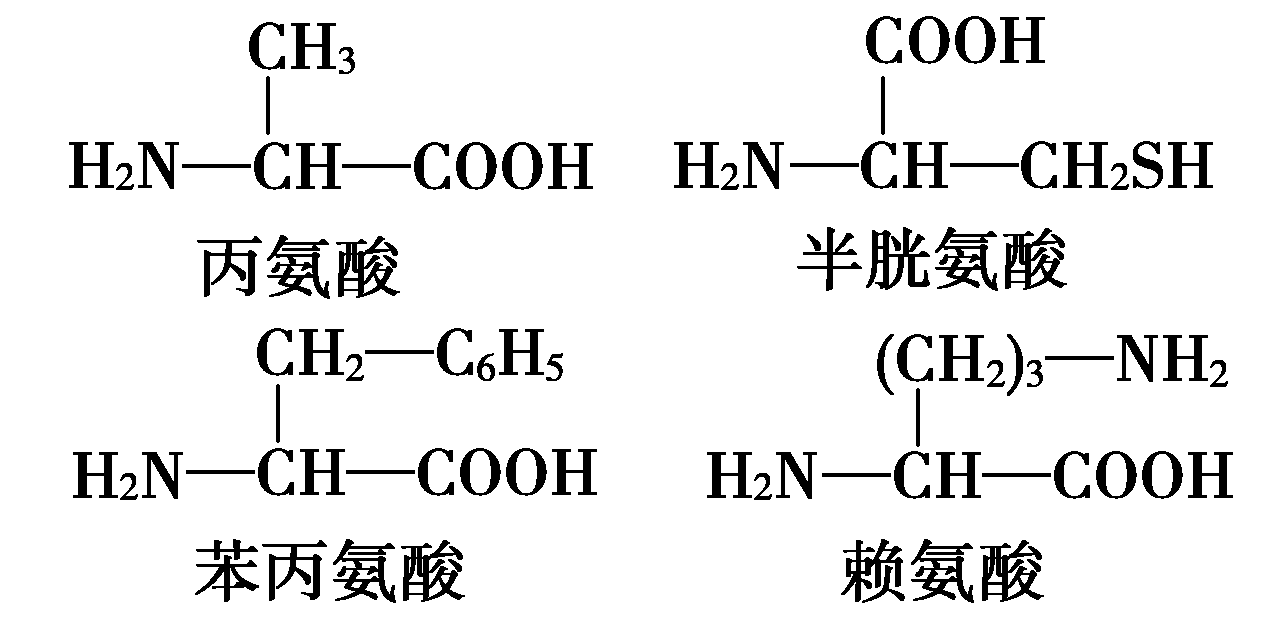 CH₃
H₂N—CH—COOH
丙氨酸
COOH
H₂N—CH—CH₂SH
半胱氨酸
CH₂—C₆H₅
H₂N—CH—COOH
苯丙氨酸
(CH₂)₃—NH₂
H₂N—CH—COOH
赖氨酸